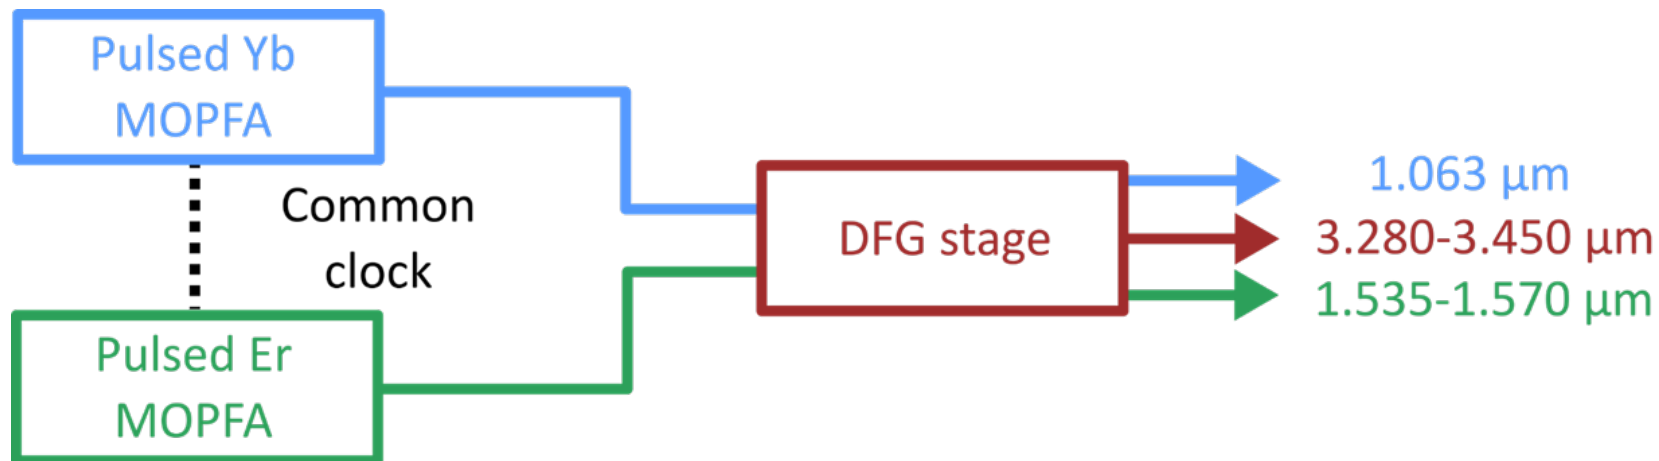 Pulsed Yb
MOPFA
Common
clock
Pulsed Er
MOPFA
DFG stage
1.063 µm
3.280-3.450 µm
1.535-1.570 µm